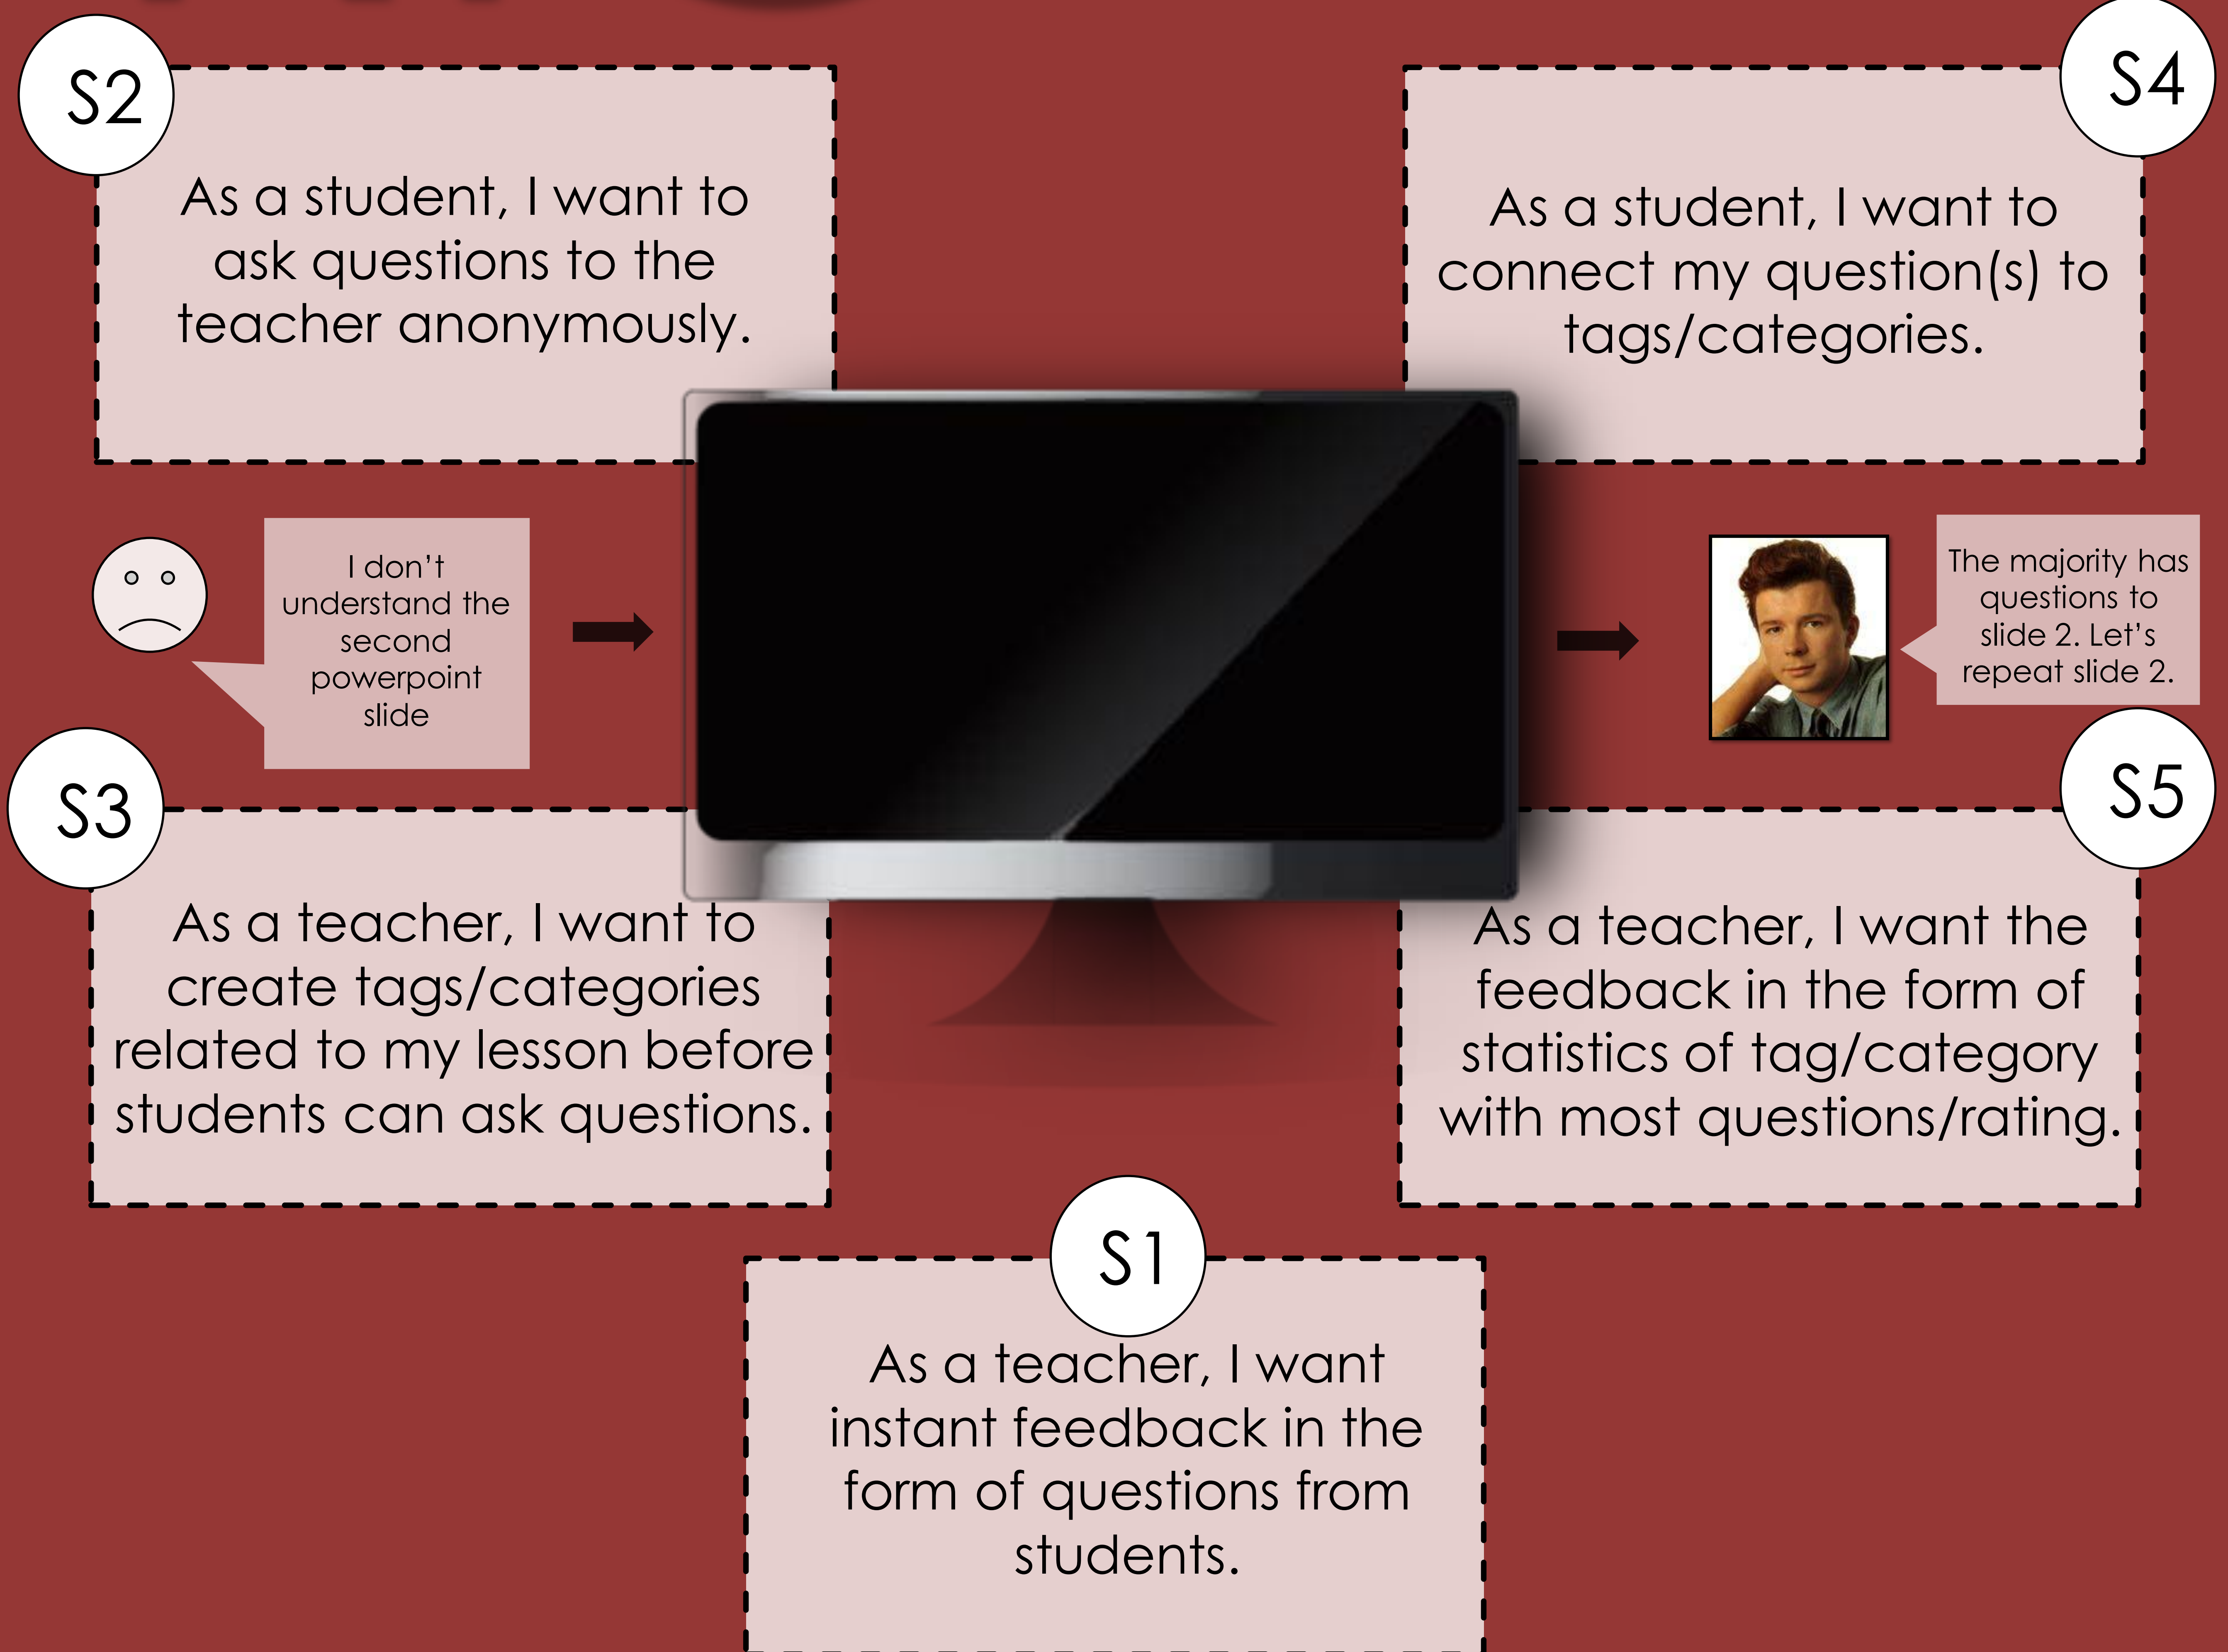 S2
As a student, I want to
ask questions to the
teacher anonymously.
S4
As a student, I want to
connect my question(s) to
tags/categories.
I don’t
understand the
second
powerpoint
slide
The majority has
questions to
slide 2. Let’s
repeat slide 2.
S3
As a teacher, I want to
create tags/categories
related to my lesson before
students can ask questions.
S5
As a teacher, I want the
feedback in the form of
statistics of tag/category
with most questions/rating.
S1
As a teacher, I want
instant feedback in the
form of questions from
students.